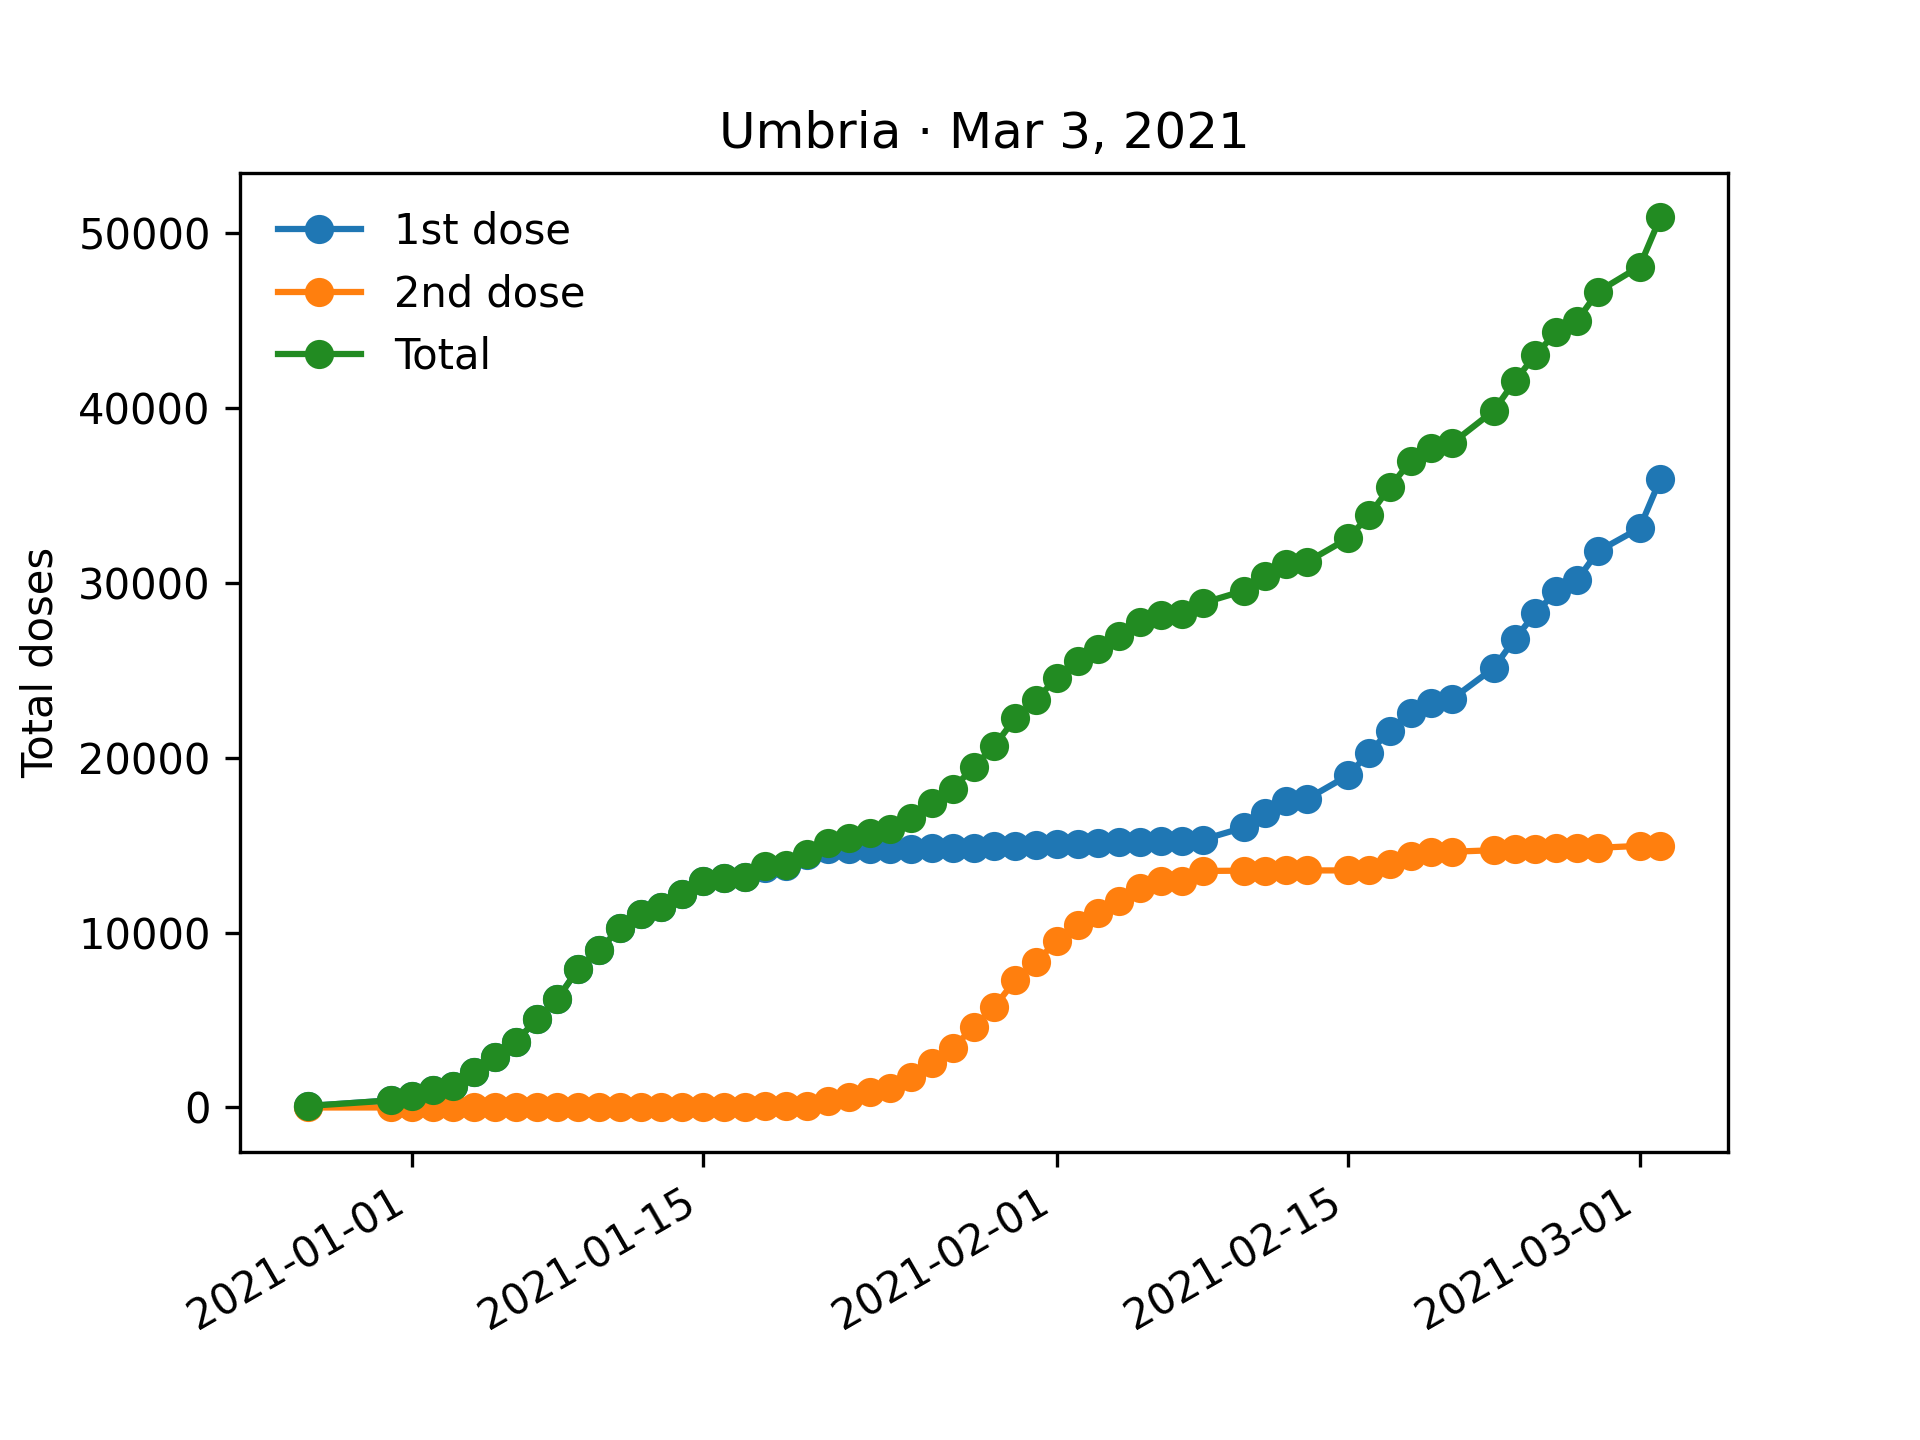 Umbria · Mar 3, 2021
1st dose
2nd dose
Total
Total doses
50000
40000
30000
20000
10000
0
2021-01-01
2021-01-15
2021-02-01
2021-02-15
2021-03-01